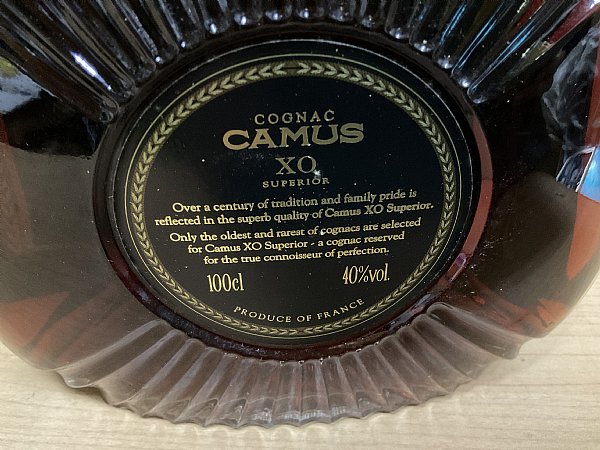 COGNAC
CAMUS
XO
SUPERIOR
Over a century of tradition and family pride is
reflected in the superb quality of Camus XO Superior.
Only the oldest and rarest of cognacs are selected
for Camus XO Superior - a cognac reserved
for the true connoisseur of perfection.
100cl 40%vol.
PRODUCE OF FRANCE